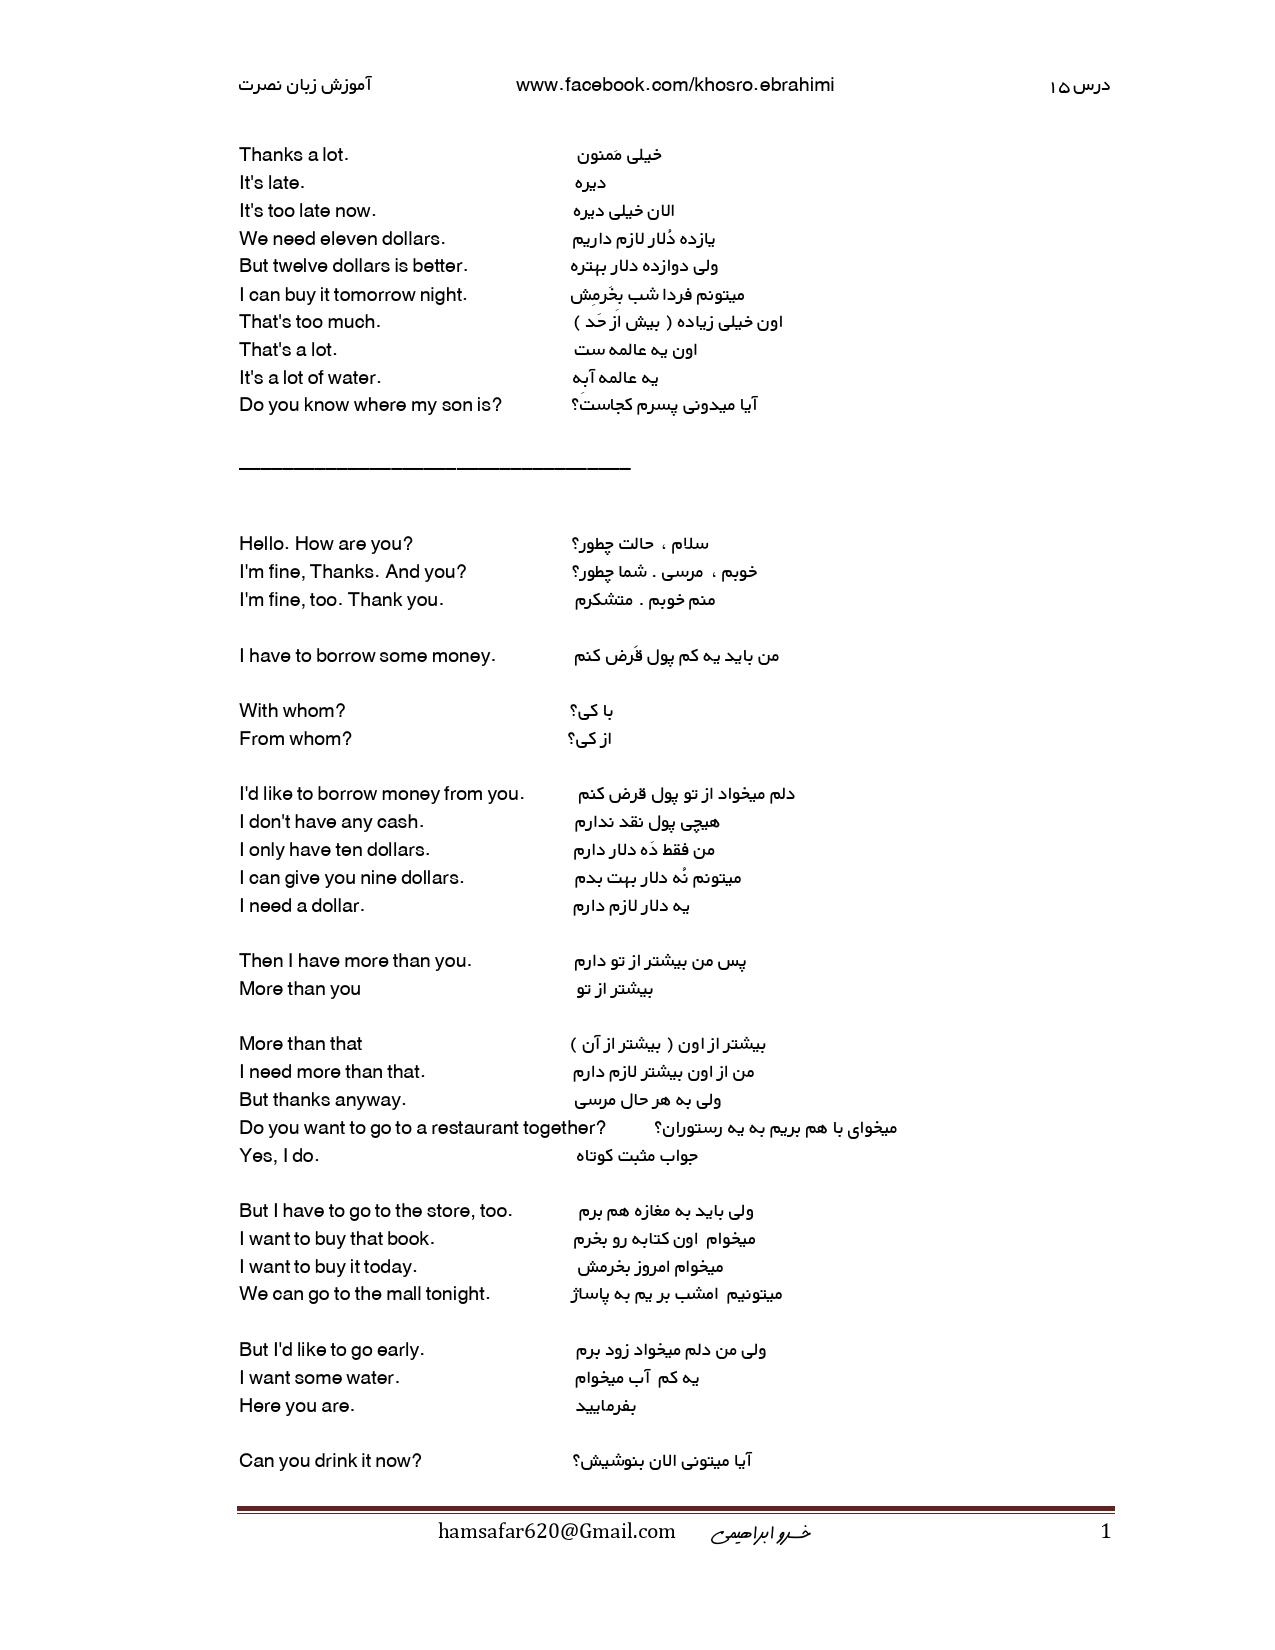 آموزش زبان نصرت www.facebook.com/khosro.ebrahimi درس ۱۵
Thanks a lot. خیلی مَمنون
It's late. دیره
It's too late now. الان خیلی دیره
We need eleven dollars. یازده دُلار لازم داریم
But twelve dollars is better. ولی دوازده دلار بهتره
I can buy it tomorrow night. میتونم فردا شب بِخَرمِش
That's too much. اون خیلی زیاده ( بیش از حَد )
That's a lot. اون یه عالمه ست
It's a lot of water. یه عالمه آبِه
Do you know where my son is? آیا میدونی پسرم کجاست؟
____________________________________
Hello. How are you? سلام ، حالت چطور؟
I'm fine, Thanks. And you? خوبم ، مرسی . شما چطور؟
I'm fine, too. Thank you. منم خوبم . متشکرم
I have to borrow some money. من باید یه کم پول قَرض کنم
With whom? با کی؟
From whom? از کی؟
I'd like to borrow money from you. دلم میخواد از تو پول قرض کنم
I don't have any cash. هیچی پول نقد ندارم
I only have ten dollars. من فقط دَه دلار دارم
I can give you nine dollars. میتونم نُه دلار بهت بدم
I need a dollar. یه دلار لازم دارم
Then I have more than you. پس من بیشتر از تو دارم
More than you بیشتر از تو
More than that بیشتر از اون ( بیشتر از آن )
I need more than that. من از اون بیشتر لازم دارم
But thanks anyway. ولی به هر حال مرسی
Do you want to go to a restaurant together? میخوای با هم بریم به یه رستوران؟
Yes, I do. جواب مثبت کوتاه
But I have to go to the store, too. ولی باید به مغازه هم برم
I want to buy that book. میخوام اون کتابه رو بخرم
I want to buy it today. میخوام امروز بخرمش
We can go to the mall tonight. میتونیم امشب بر یم به پاساژ
But I'd like to go early. ولی من دلم میخواد زود برم
I want some water. یه کم آب میخوام
Here you are. بفرمایید
Can you drink it now? آیا میتونی الان بنوشیش؟
hamsafar620@Gmail.com خسرو ابراهیمی 1